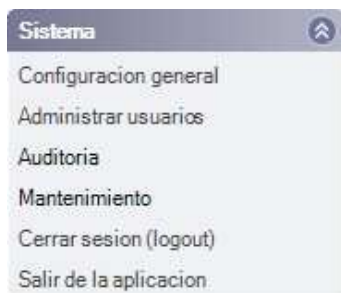 Sistema
Configuracion general
Administrar usuarios
Auditoria
Mantenimiento
Cerrar sesion (logout)
Salir de la aplicacion